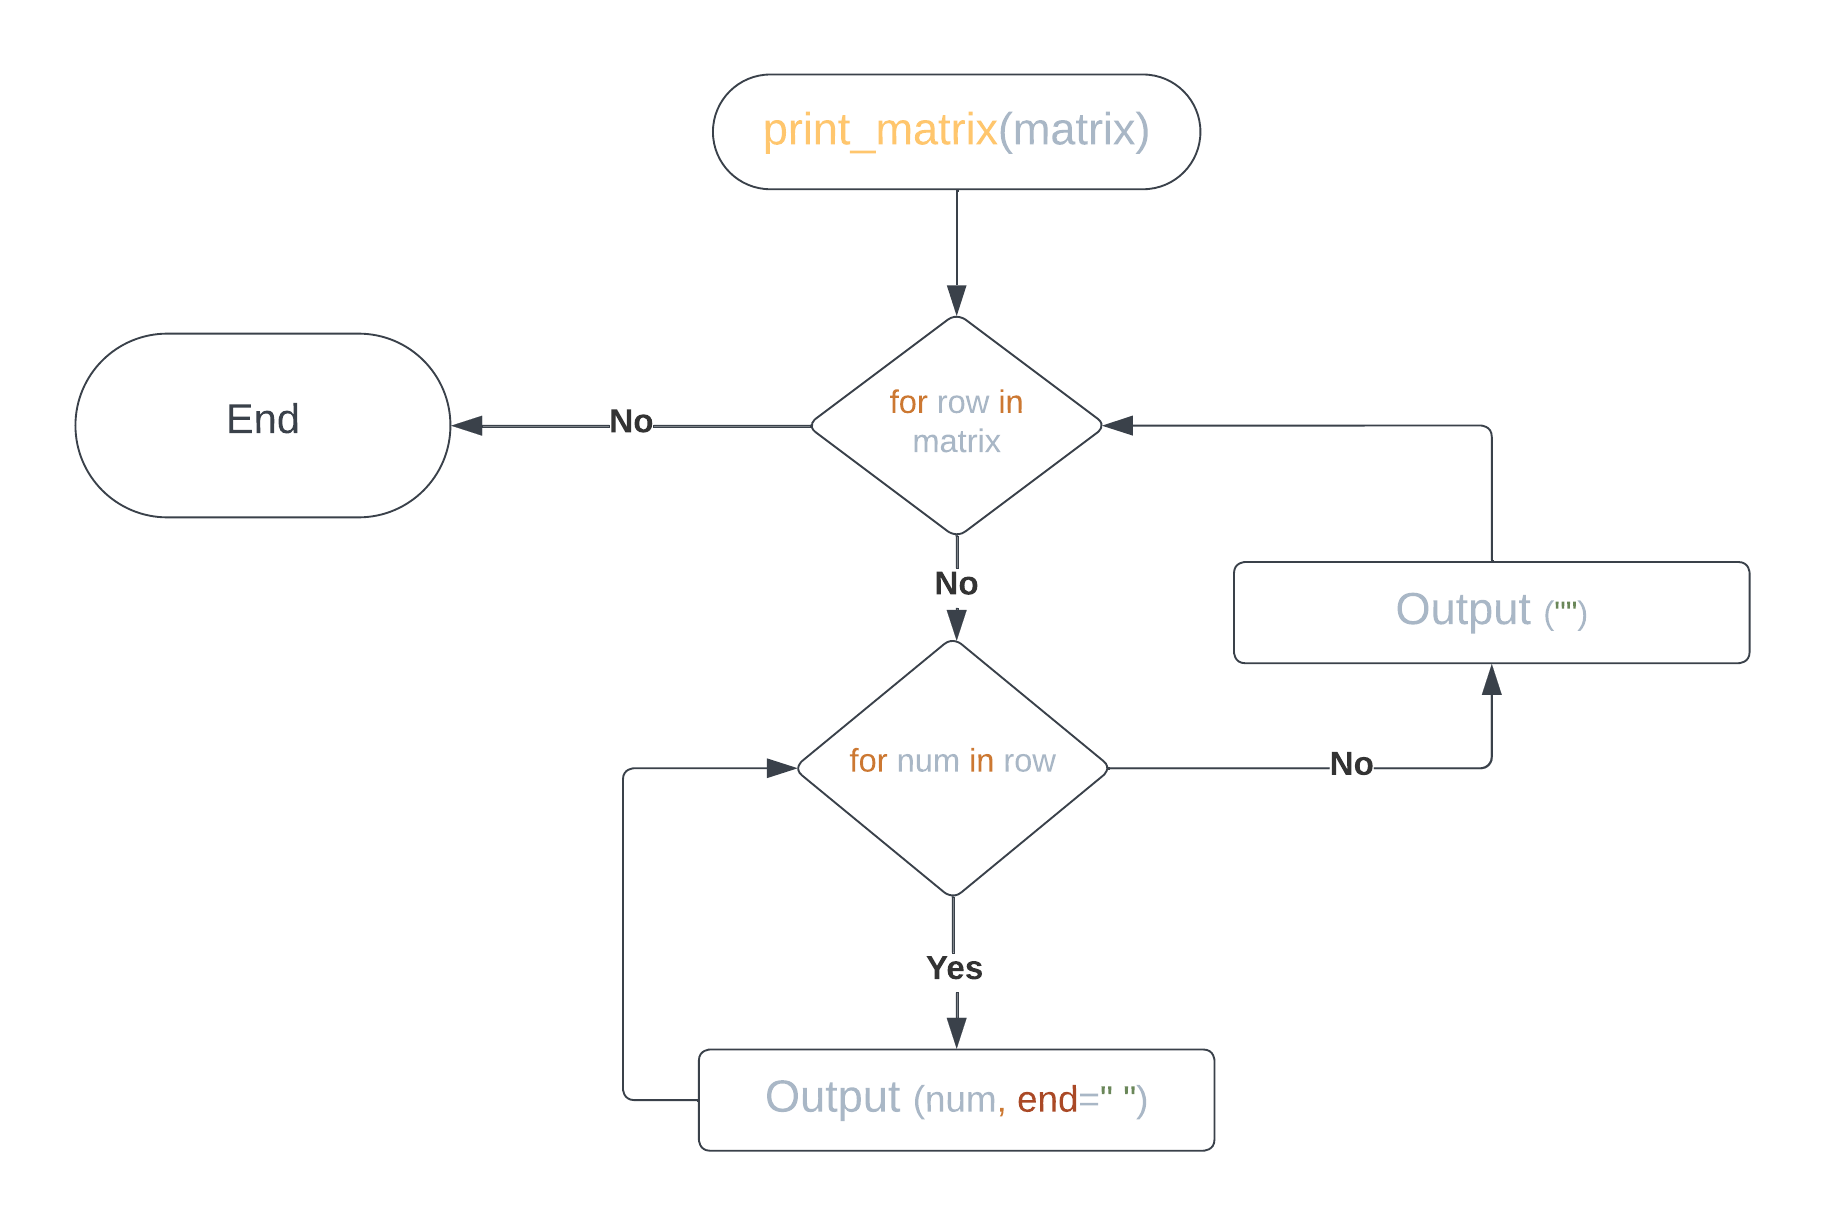 print_matrix(matrix)
for row in
matrix
End
No
No
Output ("")
for num in row
No
Yes
Output (num, end=" ")